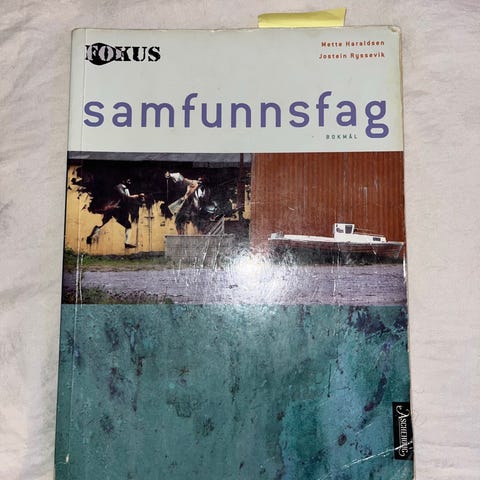 FOKUS
Mette Haraldsen
Jostein Ryssevik
samfunnsfag
BOKMÅL
ASCHEHOUG